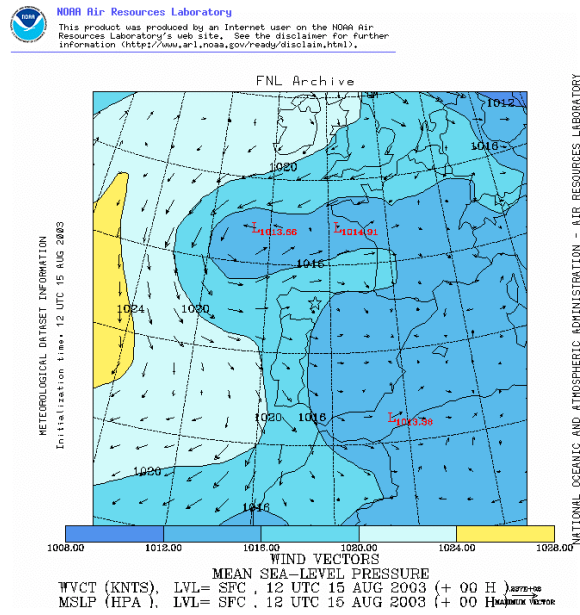 NOAA Air Resources Laboratory
This product was produced by an Internet user on the NOAA Air
Resources Laboratory's web site. See the disclaimer for further
information (http://www.arl.noaa.gov/ready/disclaim.html).
NOAA
FNL Archive
1012
1016
1020
L1013.66
L1014.91
1016
1024
1020
1020
1016
L1013.36
1020
1016
METEOROLOGICAL DATASET INFORMATION
Initialization time: 12 UTC 15 AUG 2003
NATIONAL OCEANIC AND ATMOSPHERIC ADMINISTRATION - AIR RESOURCES LABORATORY
1008.00 1012.00 1016.00 1020.00 1024.00 1028.00
WIND VECTORS
MEAN SEA-LEVEL PRESSURE
WVCT (KNTS), LVL= SFC , 12 UTC 15 AUG 2003 (+ 00 H )
MSLP (HPA ), LVL= SFC , 12 UTC 15 AUG 2003 (+ 00 H
MAXIMUM VECTOR